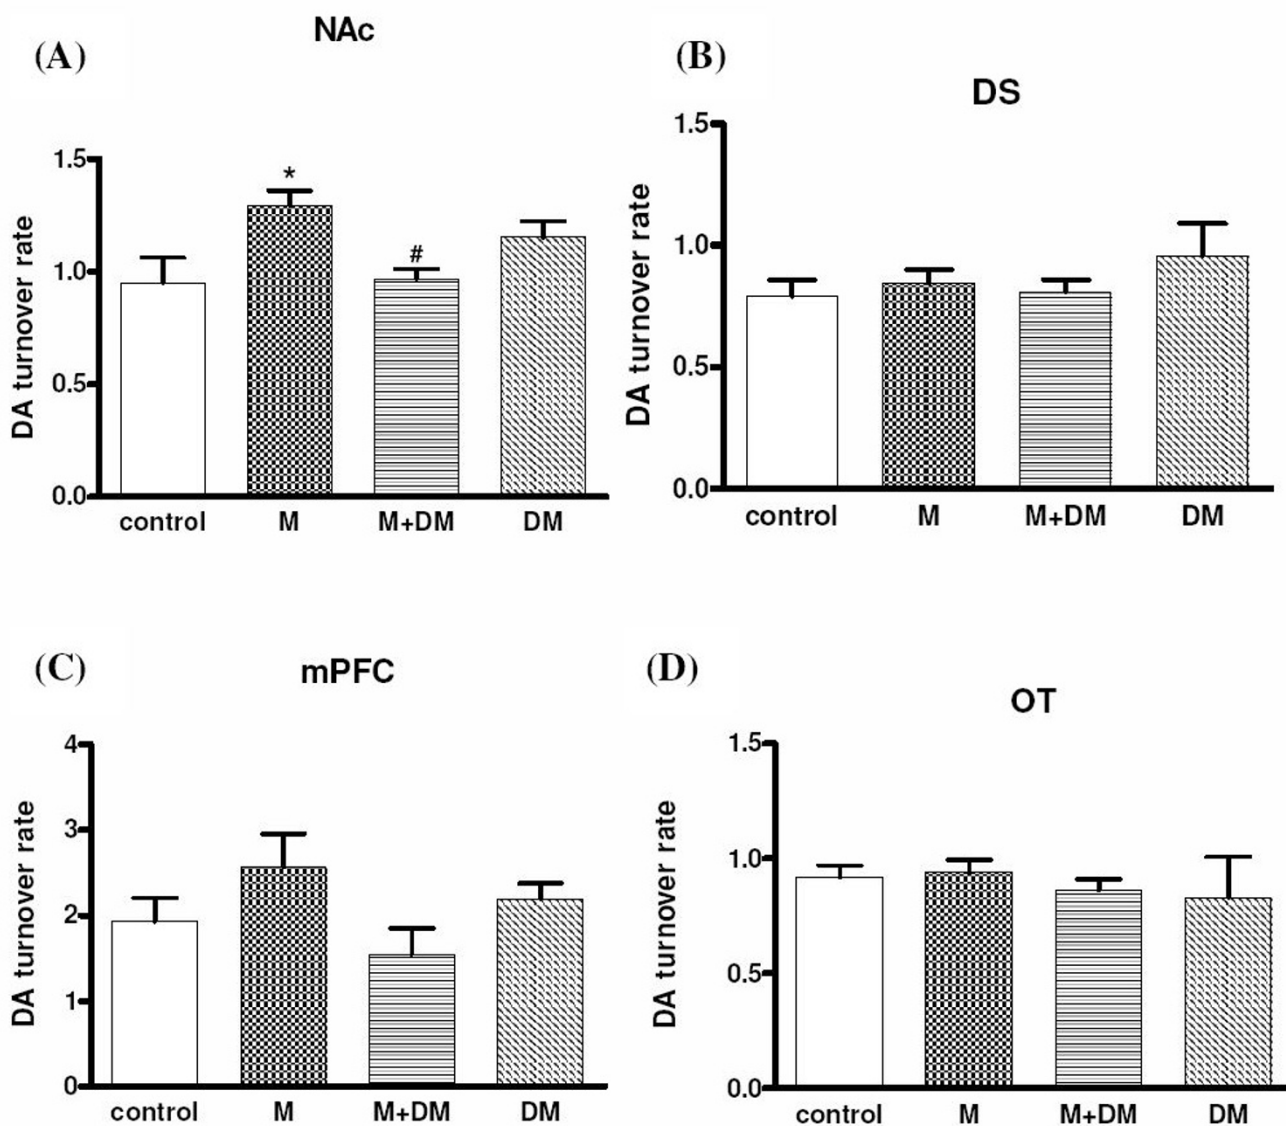 (A)
NAc
DA turnover rate
1.5
1.0
0.5
0.0
*
#
control M M+DM DM
(B)
DS
DA turnover rate
1.5
1.0
0.5
0.0
control M M+DM DM
(C)
mPFC
DA turnover rate
4
3
2
1
0
control M M+DM DM
(D)
OT
DA turnover rate
1.5
1.0
0.5
0.0
control M M+DM DM